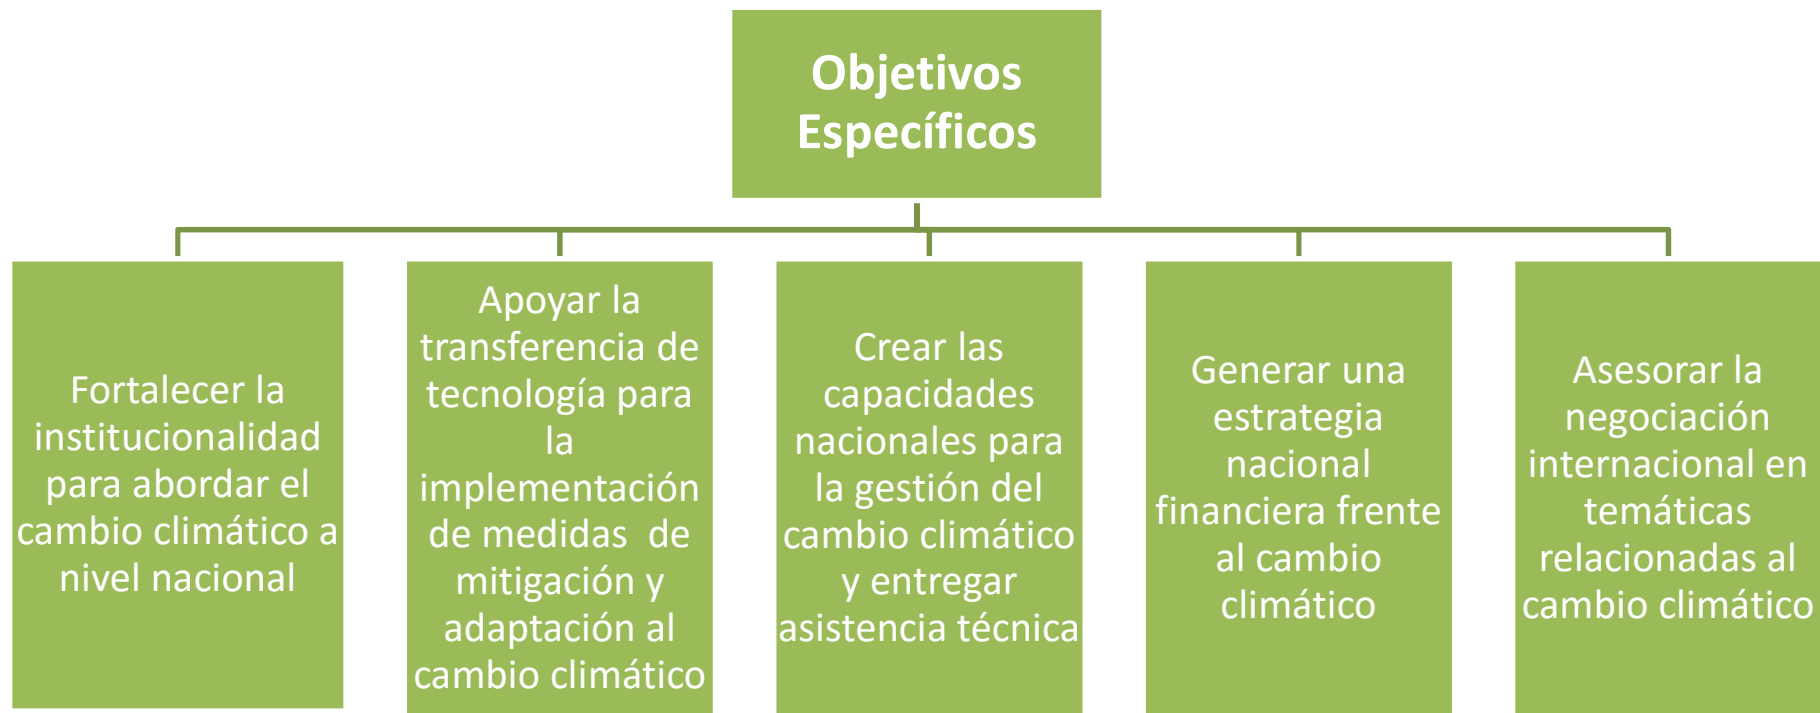 Objetivos
Específicos
Fortalecer la
institucionalidad
para abordar el
cambio climático a
nivel nacional
Apoyar la
transferencia de
tecnología para
la
implementación
de medidas  de
mitigación y
adaptación al
cambio climático
Crear las
capacidades
nacionales para
la gestión del
cambio climático
y entregar
asistencia técnica
Generar una
estrategia
nacional
financiera frente
al cambio
climático
Asesorar la
negociación
internacional en
temáticas
relacionadas al
cambio climático